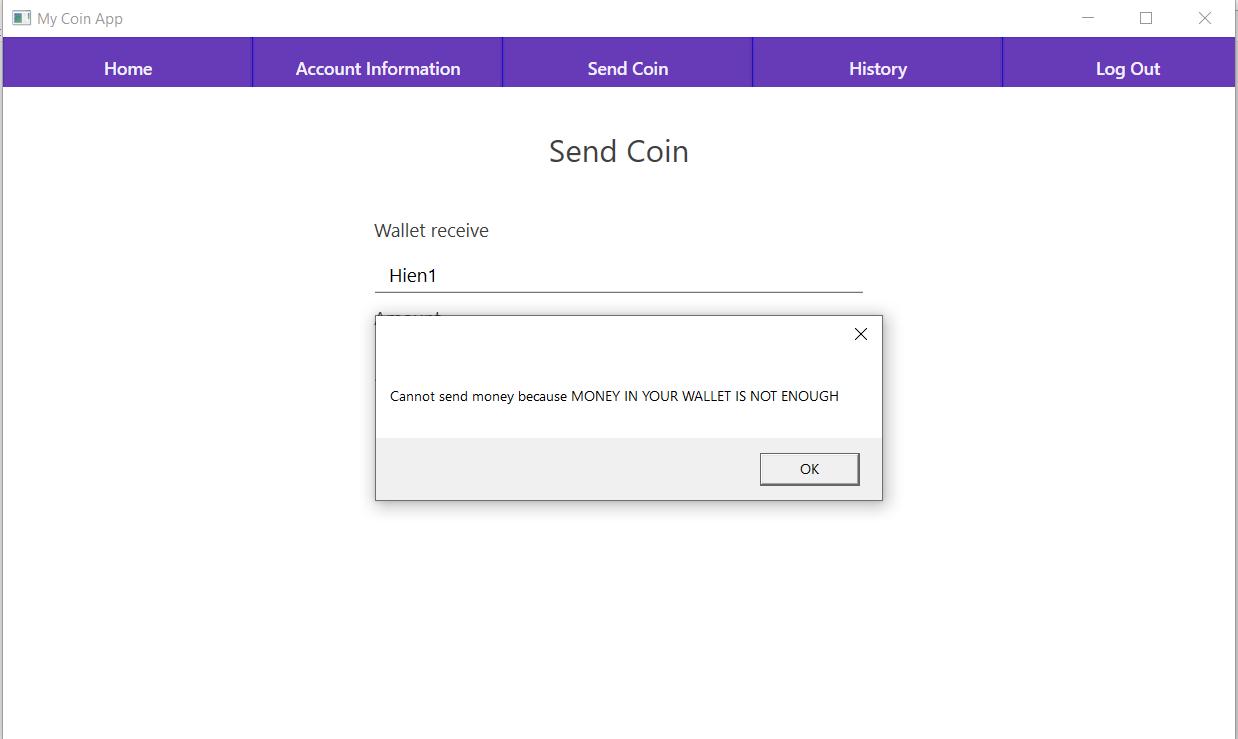 My Coin App
Home Account Information Send Coin History Log Out
Send Coin
Wallet receive
Hien1
Amount
Cannot send money because MONEY IN YOUR WALLET IS NOT ENOUGH
OK